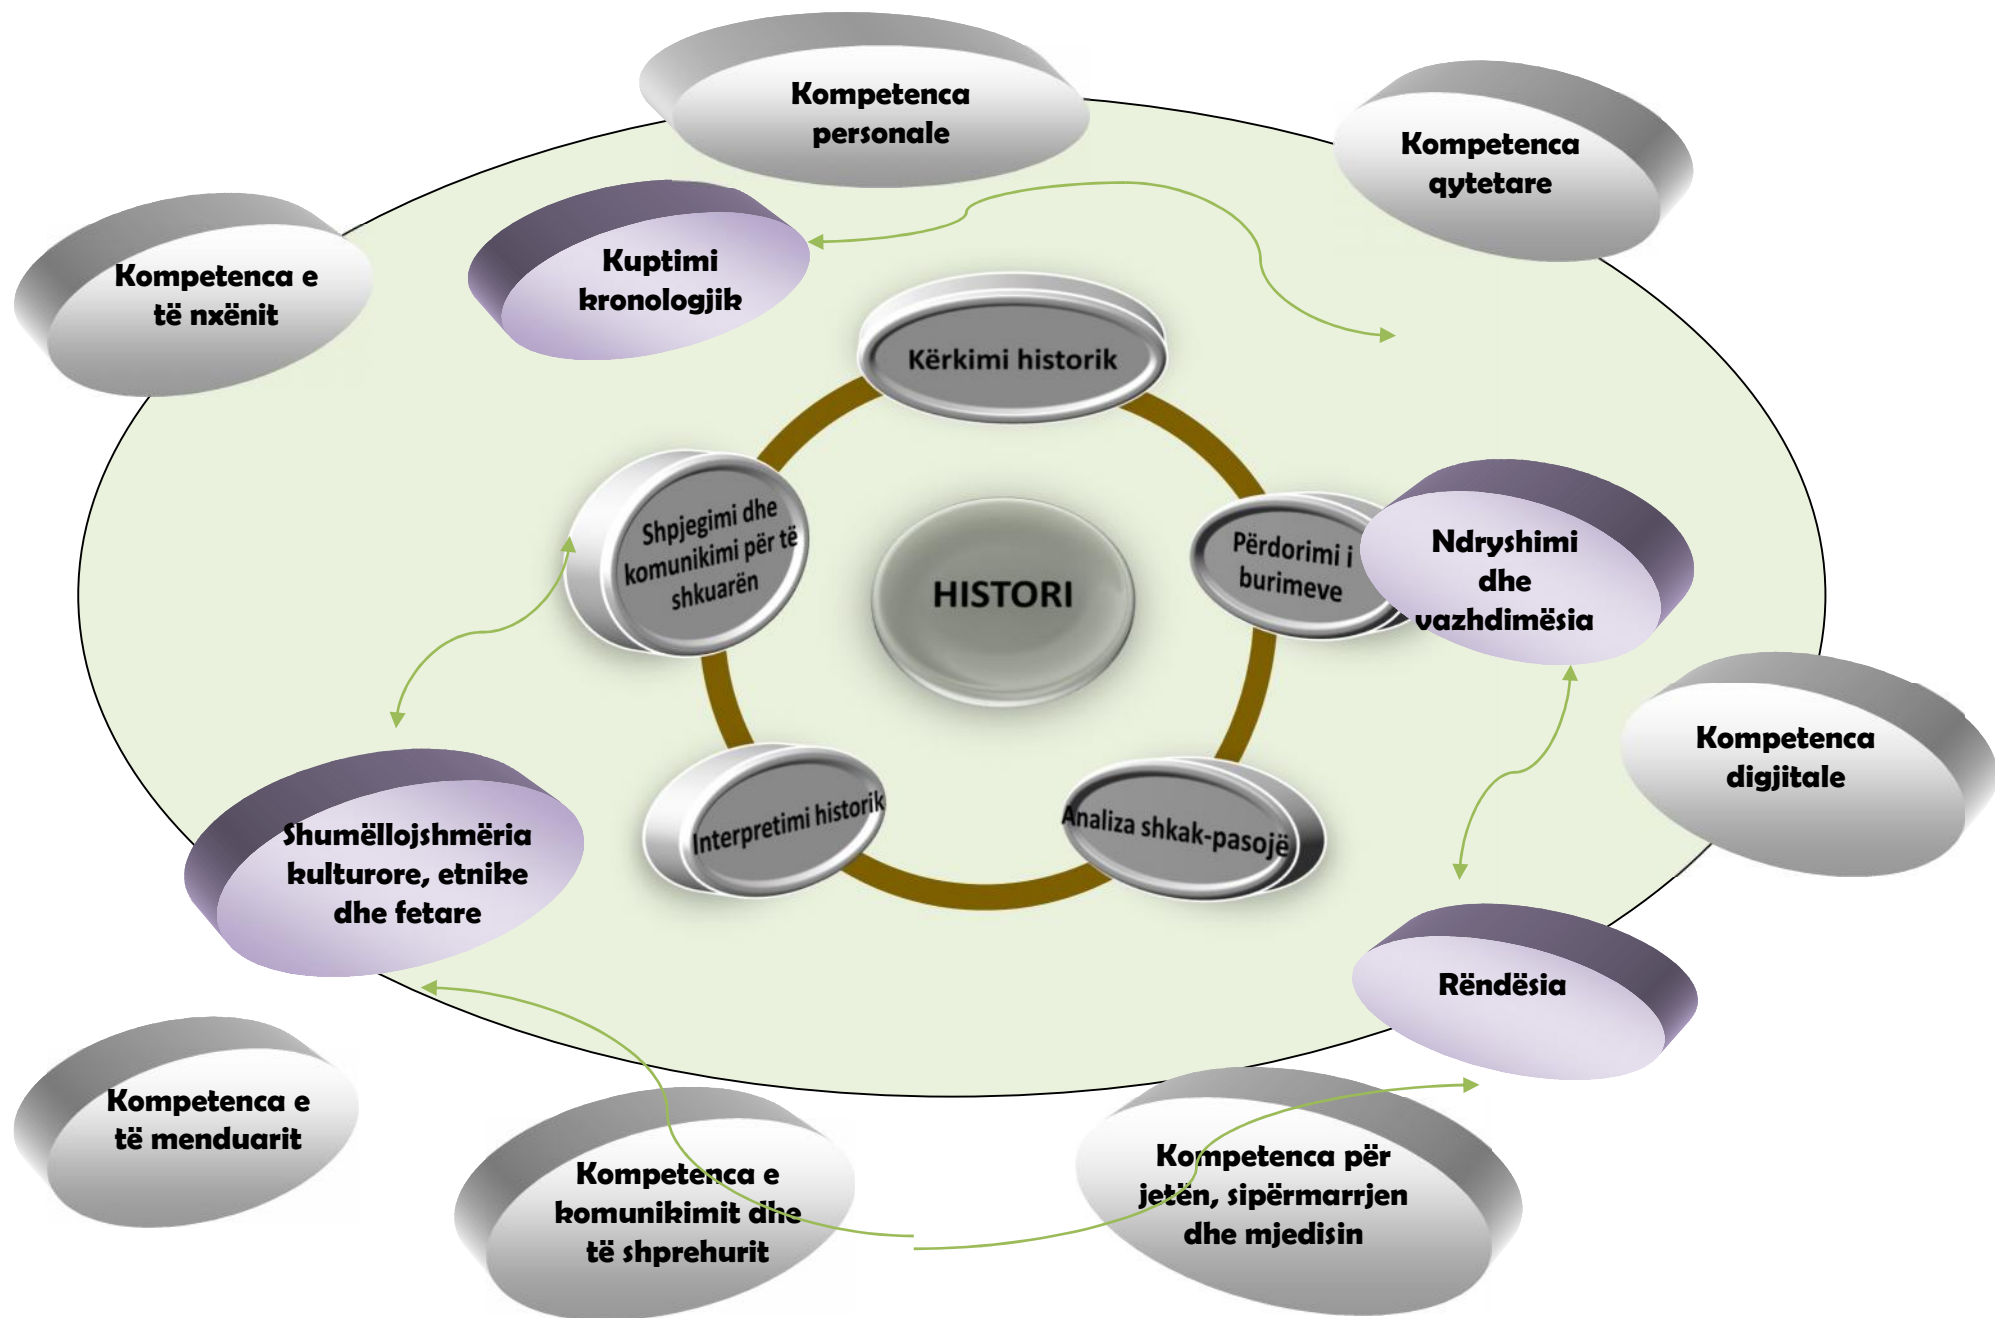 Kompetenca
personale
Kompetenca
qytetare
Kompetenca e
të nxënit
Kuptimi
kronologjik
Kërkimi historik
Shpjegimi dhe
komunikimi për të
shkuarën
HISTORI
Përdorimi i
burimeve
Ndryshimi
dhe
vazhdimësia
Kompetenca
digjitale
Interpretimi historik
Analiza shkak-pasojë
Shumëllojshmëria
kulturore, etnike
dhe fetare
Rëndësia
Kompetenca e
të menduarit
Kompetenca e
komunikimit dhe
të shprehurit
Kompetenca për
jetën, sipërmarrjen
dhe mjedisin